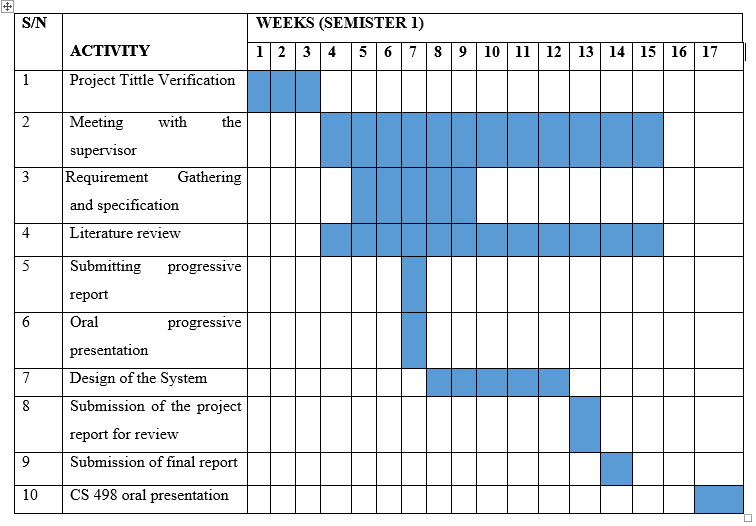 S/N ACTIVITY WEEKS (SEMISTER 1)
1 2 3 4 5 6 7 8 9 10 11 12 13 14 15 16 17
1 Project Tittle Verification
2 Meeting with the
supervisor
3 Requirement Gathering
and specification
4 Literature review
5 Submitting progressive
report
6 Oral progressive
presentation
7 Design of the System
8 Submission of the project
report for review
9 Submission of final report
10 CS 498 oral presentation